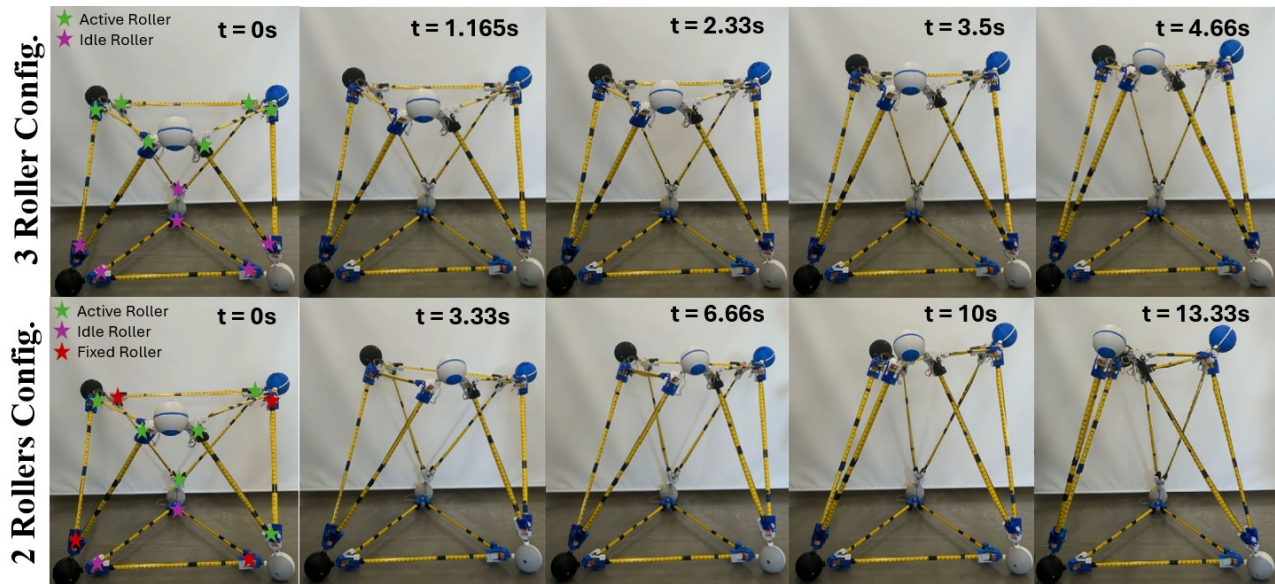 3 Roller Config.
Active Roller
Idle Roller
t = 0s
t = 1.165s
t = 2.33s
t = 3.5s
t = 4.66s
2 Rollers Config.
Active Roller
Idle Roller
Fixed Roller
t = 0s
t = 3.33s
t = 6.66s
t = 10s
t = 13.33s